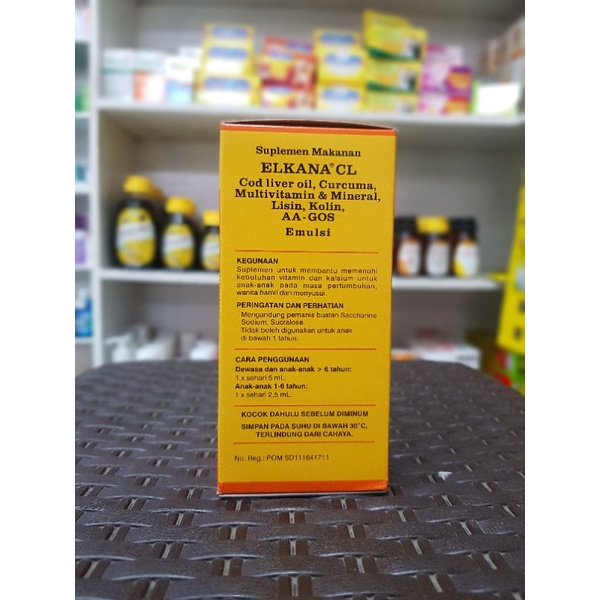 Suplemen Makanan
ELKANA® CL
Cod liver oil, Curcuma,
Multivitamin & Mineral,
Lisin, Kolin,
AA-GOS
Emulsi
KEGUNAAN
Suplemen untuk membantu memenuhi
kebutuhan vitamin dan kalsium untuk
anak-anak pada masa pertumbuhan,
wanita hamil dan menyusui.
PERINGATAN DAN PERHATIAN
Mengandung pemanis buatan Saccharine
Sodium, Sucralose.
Tidak boleh digunakan untuk anak
di bawah 1 tahun.
CARA PENGGUNAAN
Dewasa dan anak-anak > 6 tahun:
1 x sehari 5 mL.
Anak-anak 1-6 tahun:
1 x sehari 2,5 mL.
KOCOK DAHULU SEBELUM DIMINUM
SIMPAN PADA SUHU DI BAWAH 30°C,
TERLINDUNG DARI CAHAYA.
No. Reg.: POM SD111641711